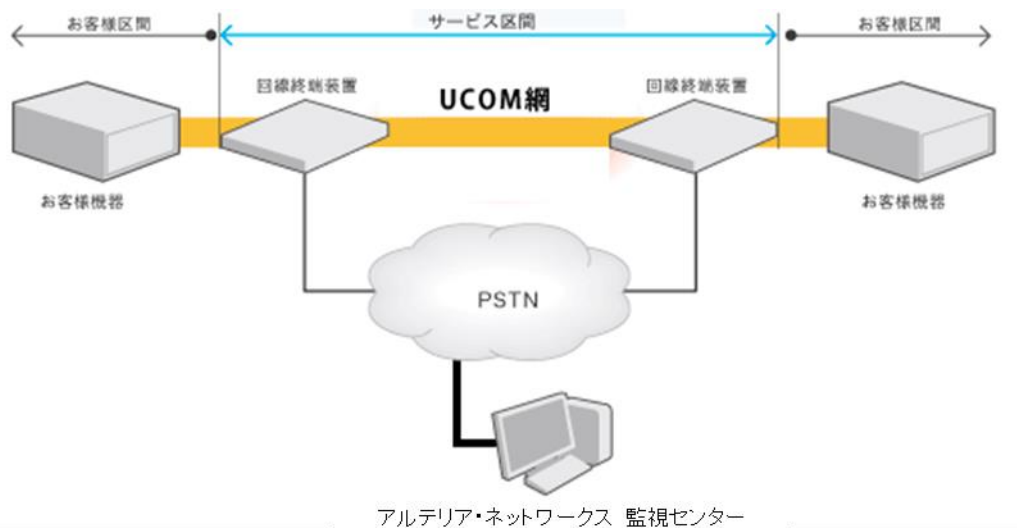 お客様区間
サービス区間
お客様区間
回線終端装置
UCOM網
回線終端装置
お客様機器
お客様機器
PSTN
アルテリア・ネットワークス 監視センター